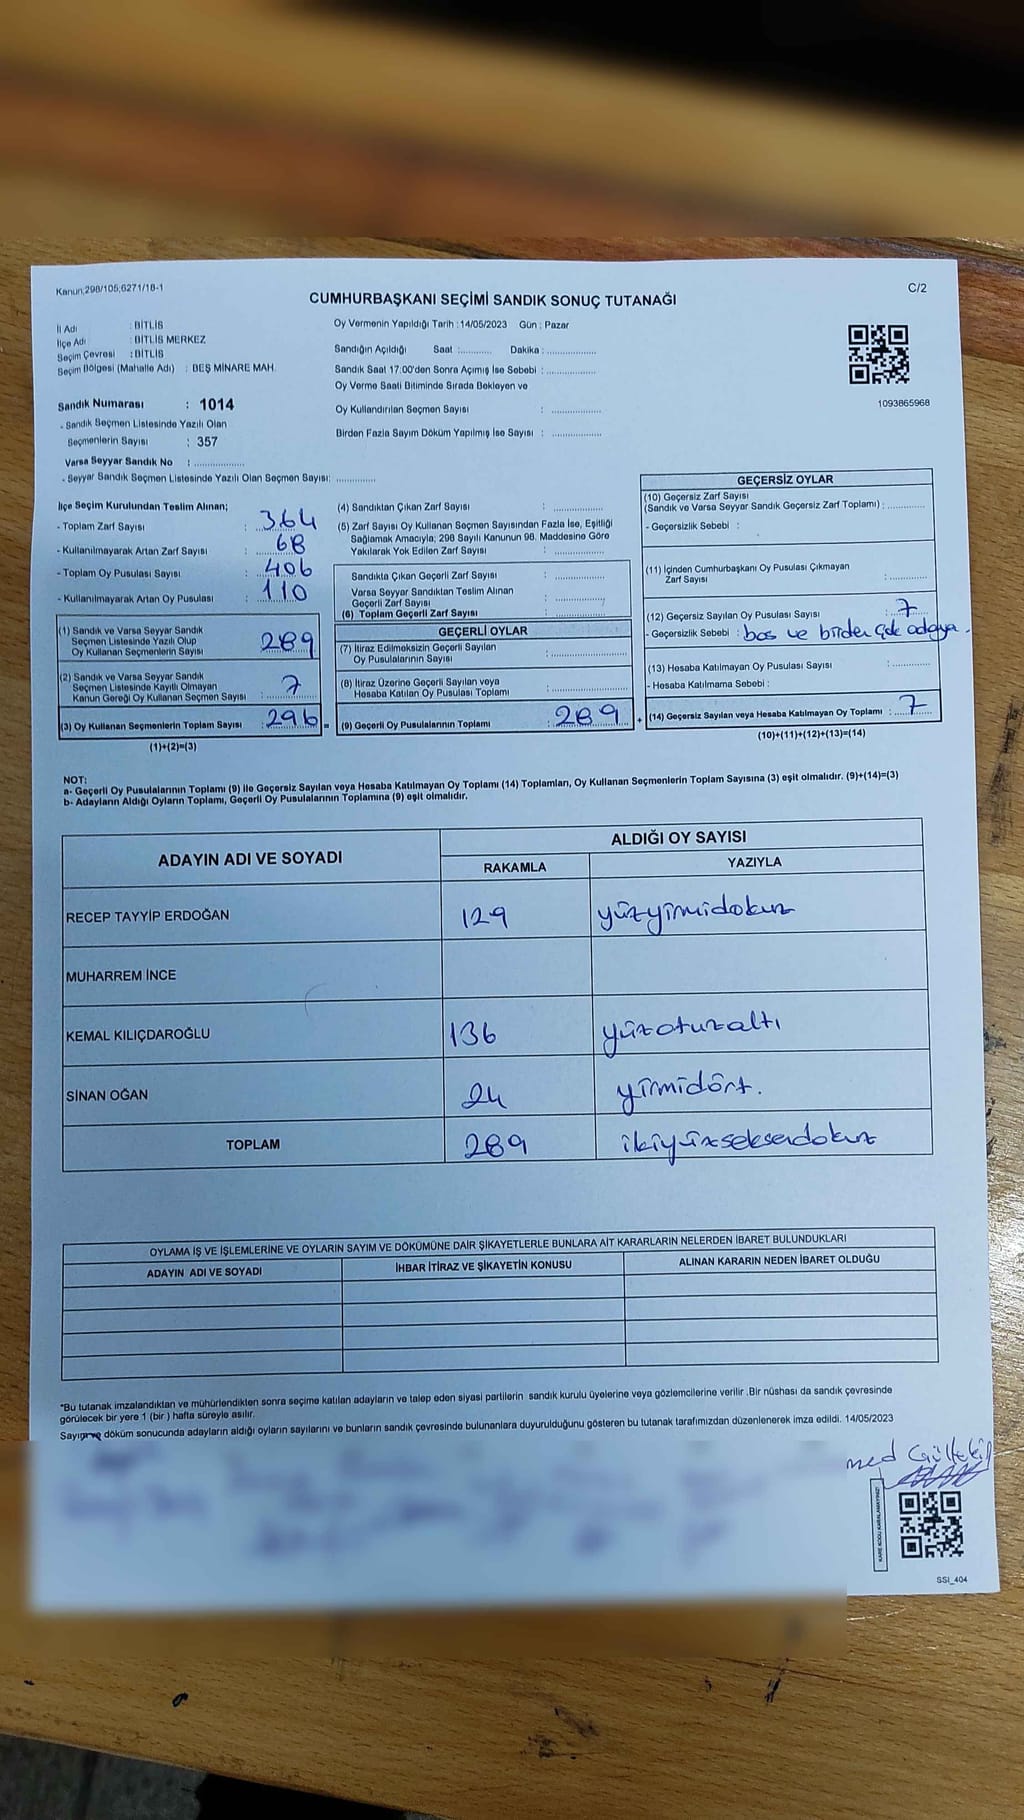 Kanun;298/105;6271/18-1
C/2
CUMHURBAŞKANI SEÇİMİ SANDIK SONUÇ TUTANAĞI
İl Adı : BİTLİS
İlçe Adı : BİTLİS MERKEZ
Seçim Çevresi : BİTLİS
Seçim Bölgesi (Mahalle Adı) : BEŞ MİNARE MAH.
Sandık Numarası : 1014
- Sandık Seçmen Listesinde Yazılı Olan
Seçmenlerin Sayısı : 357
Varsa Seyyar Sandık No : ................
- Seyyar Sandık Seçmen Listesinde Yazılı Olan Seçmen Sayısı: ................
Oy Vermenin Yapıldığı Tarih : 14/05/2023 Gün : Pazar
Sandığın Açıldığı Saat :.......... Dakika :................
Sandık Saat 17.00'den Sonra Açımış İse Sebebi :................
Oy Verme Saati Bitiminde Sırada Bekleyen ve
Oy Kullandırılan Seçmen Sayısı : ................
Birden Fazla Sayım Döküm Yapılmış İse Sayısı : ................
1093865968
İlçe Seçim Kurulundan Teslim Alınan;
- Toplam Zarf Sayısı : 364
- Kullanılmayarak Artan Zarf Sayısı : 68
- Toplam Oy Pusulası Sayısı : 406
- Kullanılmayarak Artan Oy Pusulası : 110
(1) Sandık ve Varsa Seyyar Sandık
Seçmen Listesinde Yazılı Olup
Oy Kullanan Seçmenlerin Sayısı : 289
(2) Sandık ve Varsa Seyyar Sandık
Seçmen Listesinde Kayıtlı Olmayan
Kanun Gereği Oy Kullanan Seçmen Sayısı : 7
(3) Oy Kullanan Seçmenlerin Toplam Sayısı : 296 =
(1)+(2)=(3)
(4) Sandıktan Çıkan Zarf Sayısı : ................
(5) Zarf Sayısı Oy Kullanan Seçmen Sayısından Fazla İse, Eşitliği
Sağlamak Amacıyla; 298 Sayılı Kanunun 98. Maddesine Göre
Yakılarak Yok Edilen Zarf Sayısı : ................
Sandıkta Çıkan Geçerli Zarf Sayısı : ................
Varsa Seyyar Sandıktan Teslim Alınan
Geçerli Zarf Sayısı : ................
(6) Toplam Geçerli Zarf Sayısı : ................
GEÇERLİ OYLAR
(7) İtiraz Edilmeksizin Geçerli Sayılan
Oy Pusulalarının Sayısı : ................
(8) İtiraz Üzerine Geçerli Sayılan veya
Hesaba Katılan Oy Pusulası Toplamı : ................
(9) Geçerli Oy Pusulalarının Toplamı : 289 +
GEÇERSİZ OYLAR
(10) Geçersiz Zarf Sayısı
(Sandık ve Varsa Seyyar Sandık Geçersiz Zarf Toplamı) : ..........
- Geçersizlik Sebebi :
(11) İçinden Cumhurbaşkanı Oy Pusulası Çıkmayan
Zarf Sayısı : ..........
(12) Geçersiz Sayılan Oy Pusulası Sayısı : 7
- Geçersizlik Sebebi : boş ve birden çok adaya.
(13) Hesaba Katılmayan Oy Pusulası Sayısı : ..........
- Hesaba Katılmama Sebebi :
(14) Geçersiz Sayılan veya Hesaba Katılmayan Oy Toplamı : 7
(10)+(11)+(12)+(13)=(14)
NOT:
a- Geçerli Oy Pusulalarının Toplamı (9) ile Geçersiz Sayılan veya Hesaba Katılmayan Oy Toplamı (14) Toplamları, Oy Kullanan Seçmenlerin Toplam Sayısına (3) eşit olmalıdır. (9)+(14)=(3)
b- Adayların Aldığı Oyların Toplamı, Geçerli Oy Pusulalarının Toplamına (9) eşit olmalıdır.
ADAYIN ADI VE SOYADI
ALDIĞI OY SAYISI
RAKAMLA YAZIYLA
RECEP TAYYİP ERDOĞAN 129 yüzyirmidokuz
MUHARREM İNCE
KEMAL KILIÇDAROĞLU 136 yüzotuzaltı
SİNAN OĞAN 24 yirmidört.
TOPLAM 289 ikiyüzseksendokuz
OYLAMA İŞ VE İŞLEMLERİNE VE OYLARIN SAYIM VE DÖKÜMÜNE DAİR ŞİKAYETLERLE BUNLARA AİT KARARLARIN NELERDEN İBARET BULUNDUKLARI
ADAYIN ADI VE SOYADI İHBAR İTİRAZ VE ŞİKAYETİN KONUSU ALINAN KARARIN NEDEN İBARET OLDUĞU
*Bu tutanak imzalandıktan ve mühürlendikten sonra seçime katılan adayların ve talep eden siyasi partilerin sandık kurulu üyelerine veya gözlemcilerine verilir .Bir nüshası da sandık çevresinde
görülecek bir yere 1 (bir ) hafta süreyle asılır.
Sayım ve döküm sonucunda adayların aldığı oyların sayılarını ve bunların sandık çevresinde bulunanlara duyurulduğunu gösteren bu tutanak tarafımızdan düzenlenerek imza edildi. 14/05/2023
med Gültekin
KARE KODU KARALAMAYINIZ!
SSI_404